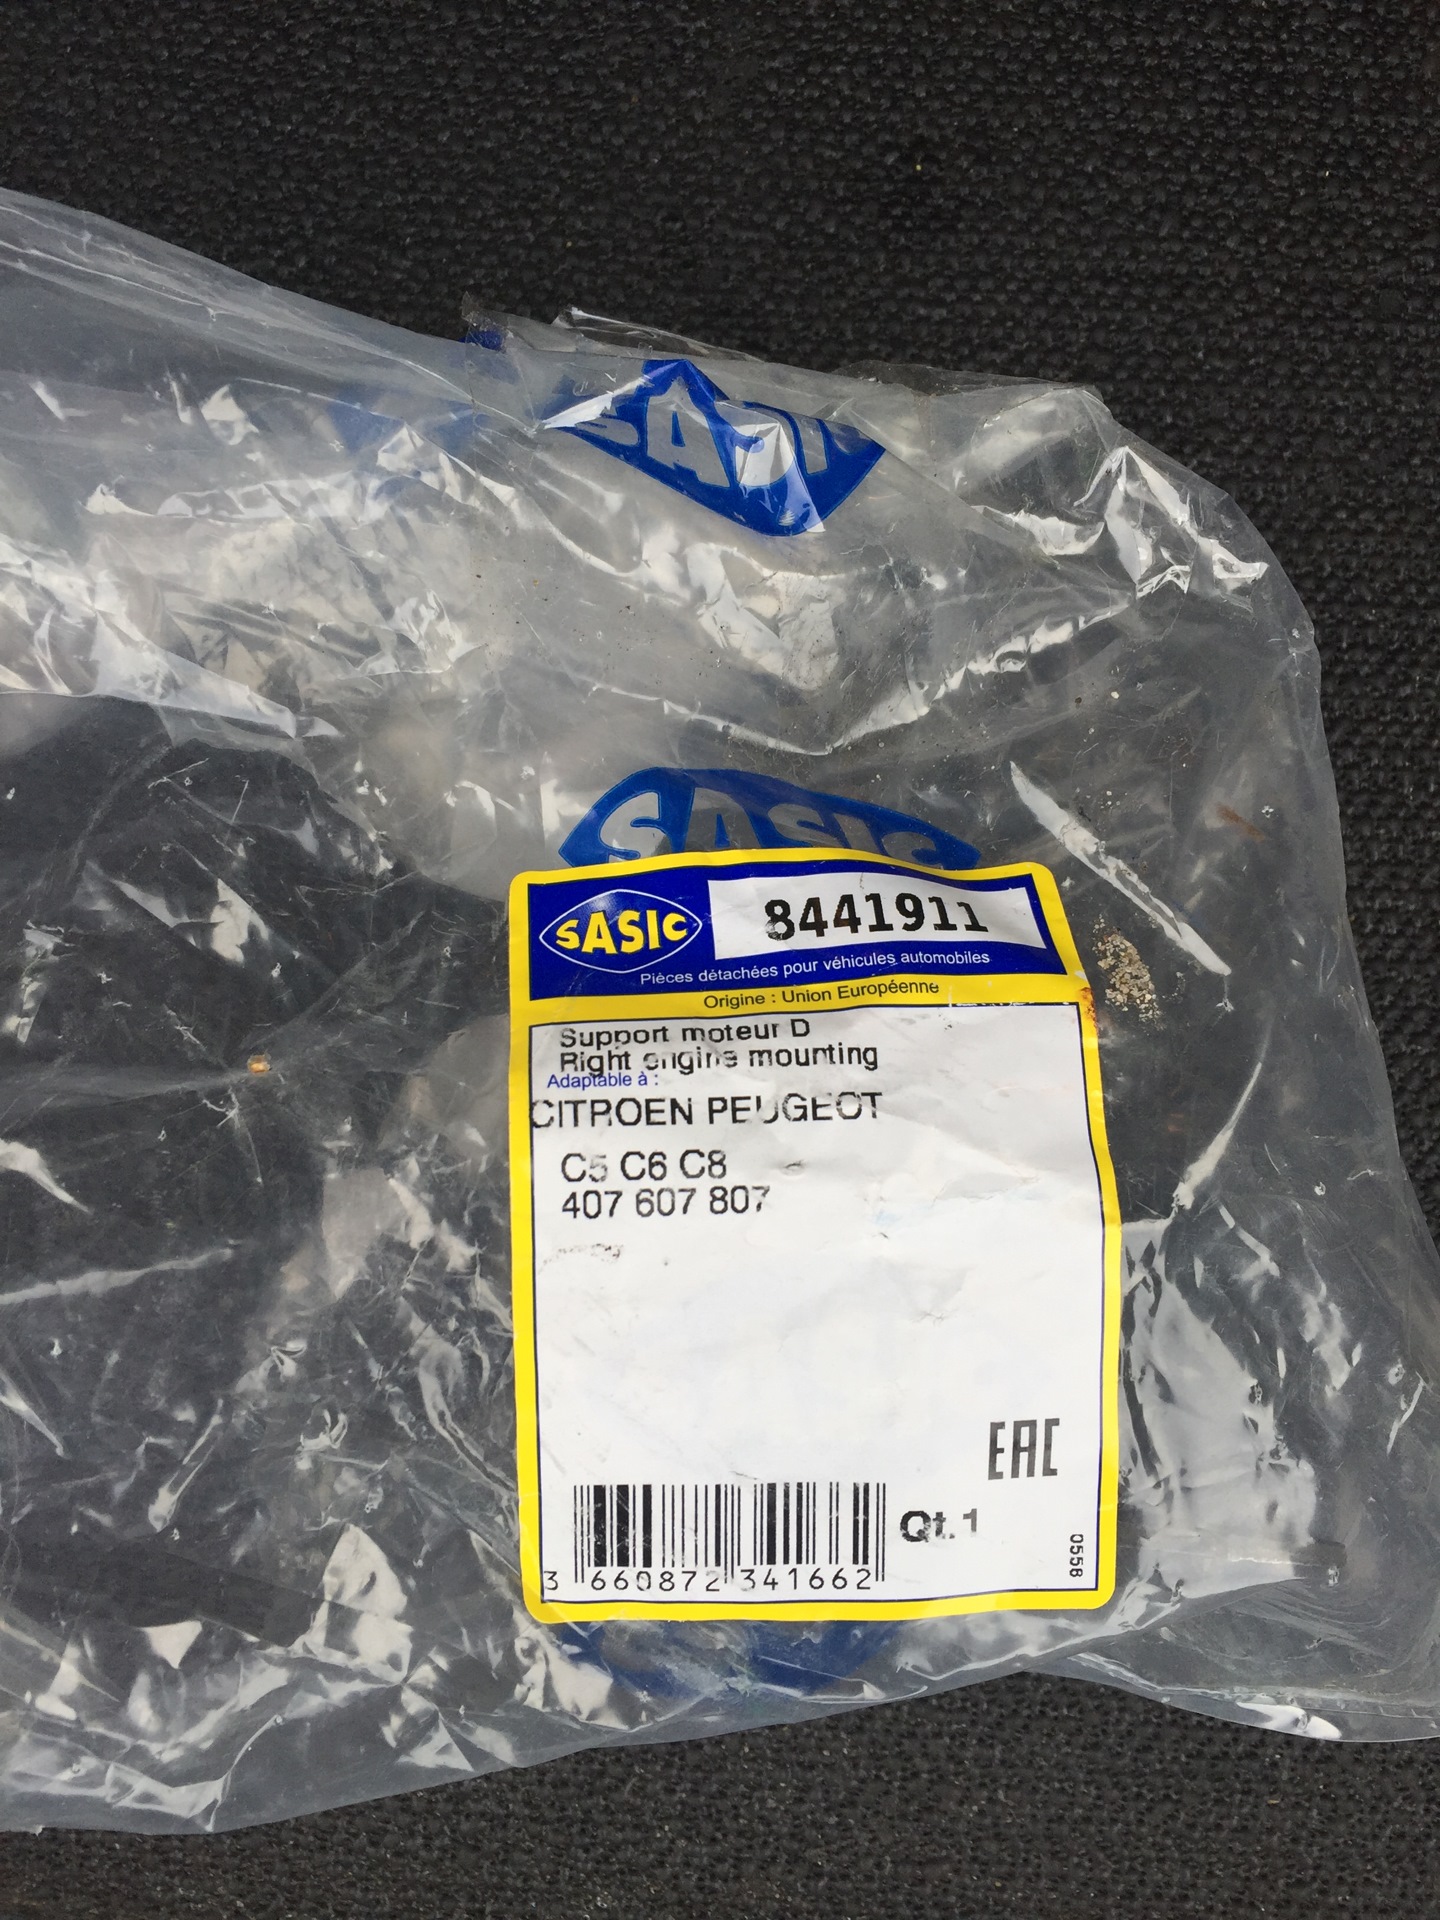 SASIC
SASIC
SASIC
8441911
Pièces détachées pour véhicules automobiles
Origine : Union Européenne
Support moteur D
Right engine mounting
Adaptable à :
CITROEN PEUGEOT
C5 C6 C8
407 607 807
EAC
Qt.1
0558
3 660872 341662